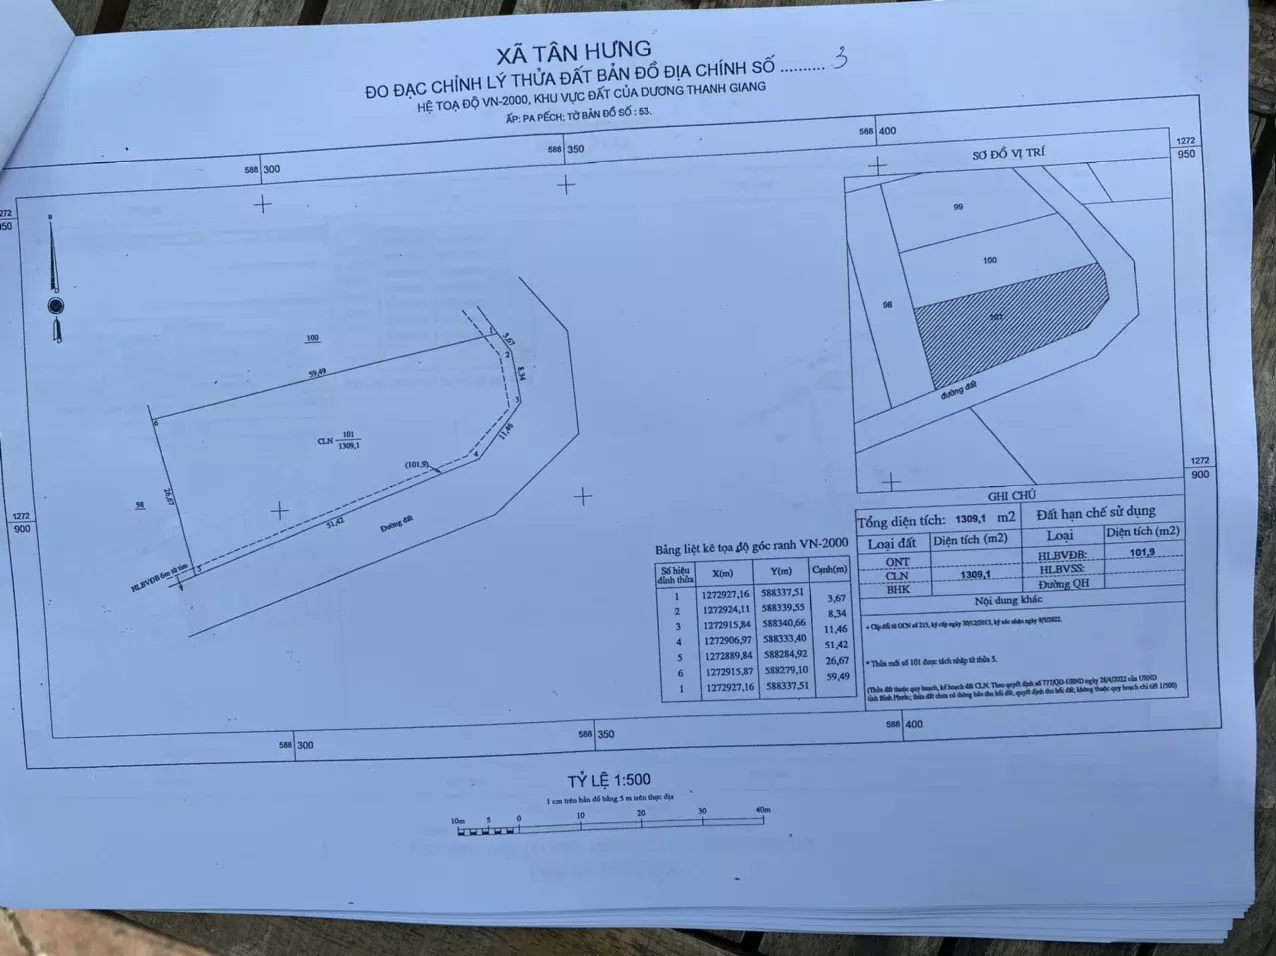 XÃ TÂN HƯNG
ĐO ĐẠC CHỈNH LÝ THỬA ĐẤT BẢN ĐỒ ĐỊA CHÍNH SỐ .......... 3
HỆ TOẠ ĐỘ VN-2000, KHU VỰC ĐẤT CỦA DƯƠNG THANH GIANG
ẤP: PA PẾCH; TỜ BẢN ĐỒ SỐ : 53.
588 300
588 350
588 400
1272
950
272
950
SƠ ĐỒ VỊ TRÍ
99
100
98
101
đường đất
B
100
1
3,67
2
8,34
3
11,46
4
59,49
6
CLN 101
1309,1
(101,9)
26,67
98
51,42
Đường đất
5
HLBVĐB 6m từ tim
1272
900
1272
900
Bảng liệt kê tọa độ góc ranh VN-2000
Số hiệu đỉnh thửa X(m) Y(m) Cạnh(m)
1 1272927,16 588337,51
3,67
2 1272924,11 588339,55
8,34
3 1272915,84 588340,66
11,46
4 1272906,97 588333,40
51,42
5 1272889,84 588284,92
26,67
6 1272915,87 588279,10
59,49
1 1272927,16 588337,51
GHI CHÚ
Tổng diện tích: 1309,1 m2
Đất hạn chế sử dụng
Loại đất Diện tích (m2) Loại Diện tích (m2)
ONT HLBVĐB: 101,9
CLN 1309,1 HLBVSS:
BHK Đường QH
Nội dung khác
+ Cấp đổi từ GCN số 215, ký cấp ngày 30/12/2013, ký xác nhận ngày 9/3/2022.
* Thửa mới số 101 được tách nhập từ thửa 5.
(Thửa đất thuộc quy hoạch, kế hoạch đất CLN. Theo quyết định số 777/QĐ-UBND ngày 28/4/2022 của UBND
tỉnh Bình Phước; thửa đất chưa có thông báo thu hồi đất, quyết định thu hồi đất; không thuộc quy hoạch chi tiết 1/500)
588 300
588 350
588 400
TỶ LỆ 1:500
1 cm trên bản đồ bằng 5 m trên thực địa
10m 5 0 10 20 30 40m